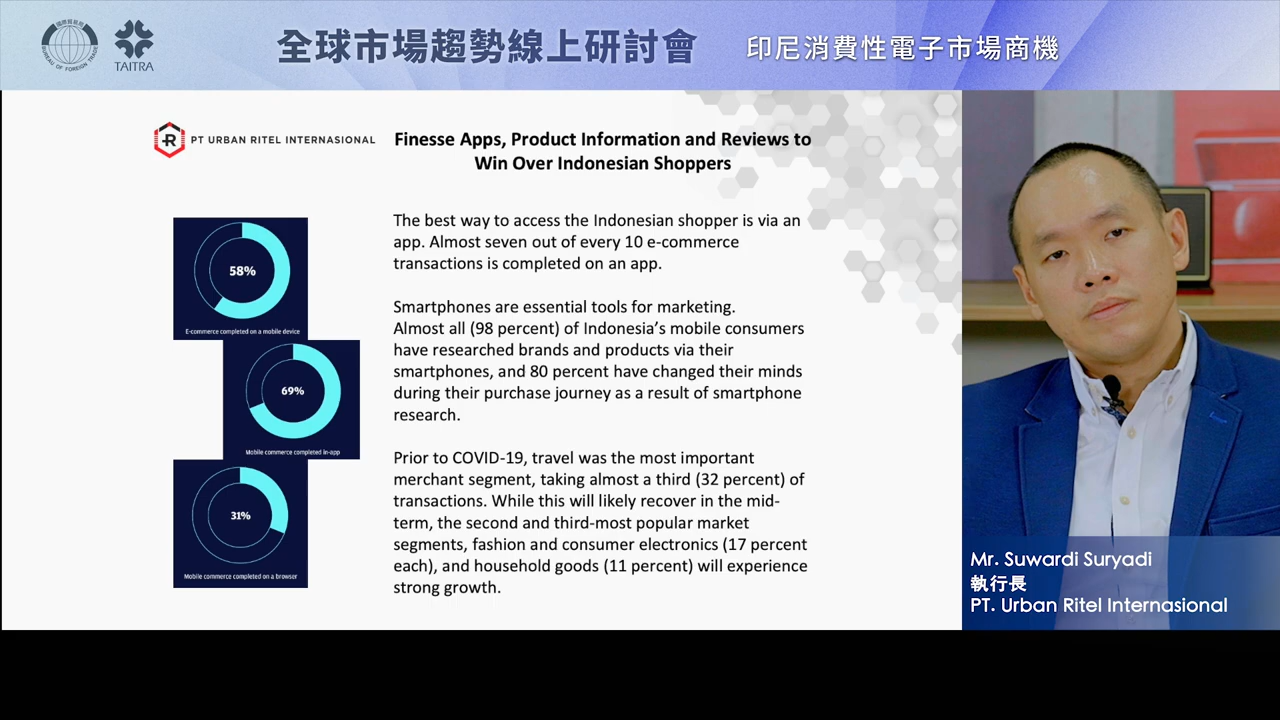 國際貿易局
BUREAU OF FOREIGN TRADE
TAITRA
全球市場趨勢線上研討會
印尼消費性電子市場商機
R
PT URBAN RITEL INTERNASIONAL
Finesse Apps, Product Information and Reviews to
Win Over Indonesian Shoppers
58%
E-commerce completed on a mobile device
69%
Mobile commerce completed in-app
31%
Mobile commerce completed on a browser
The best way to access the Indonesian shopper is via an
app. Almost seven out of every 10 e-commerce
transactions is completed on an app.
Smartphones are essential tools for marketing.
Almost all (98 percent) of Indonesia’s mobile consumers
have researched brands and products via their
smartphones, and 80 percent have changed their minds
during their purchase journey as a result of smartphone
research.
Prior to COVID-19, travel was the most important
merchant segment, taking almost a third (32 percent) of
transactions. While this will likely recover in the mid-
term, the second and third-most popular market
segments, fashion and consumer electronics (17 percent
each), and household goods (11 percent) will experience
strong growth.
Mr. Suwardi Suryadi
執行長
PT. Urban Ritel Internasional